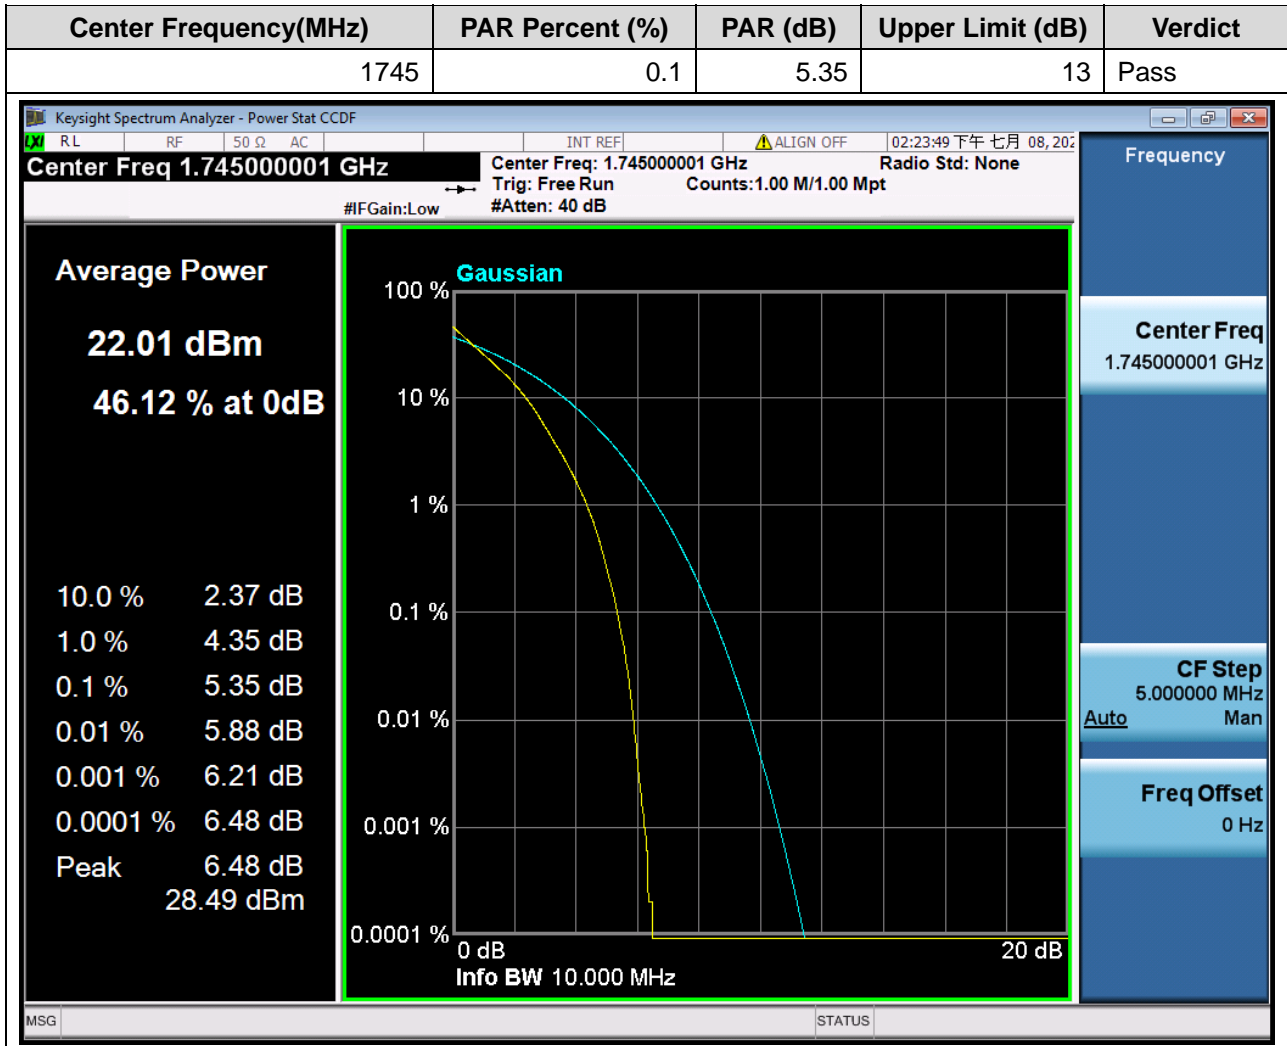 Center Frequency(MHz) PAR Percent (%) PAR (dB) Upper Limit (dB) Verdict
1745 0.1 5.35 13 Pass
Keysight Spectrum Analyzer - Power Stat CCDF
LXI RL RF 50 Ω AC INT REF ALIGN OFF 02:23:49 下午 七月 08, 202
Center Freq 1.745000001 GHz
Center Freq: 1.745000001 GHz Radio Std: None
Trig: Free Run Counts:1.00 M/1.00 Mpt
#IFGain:Low #Atten: 40 dB
Average Power
22.01 dBm
46.12 % at 0dB
10.0 % 2.37 dB
1.0 % 4.35 dB
0.1 % 5.35 dB
0.01 % 5.88 dB
0.001 % 6.21 dB
0.0001 % 6.48 dB
Peak 6.48 dB
28.49 dBm
Gaussian
100 %
10 %
1 %
0.1 %
0.01 %
0.001 %
0.0001 %
0 dB 20 dB
Info BW 10.000 MHz
Frequency
Center Freq
1.745000001 GHz
CF Step
5.000000 MHz
Auto Man
Freq Offset
0 Hz
MSG STATUS